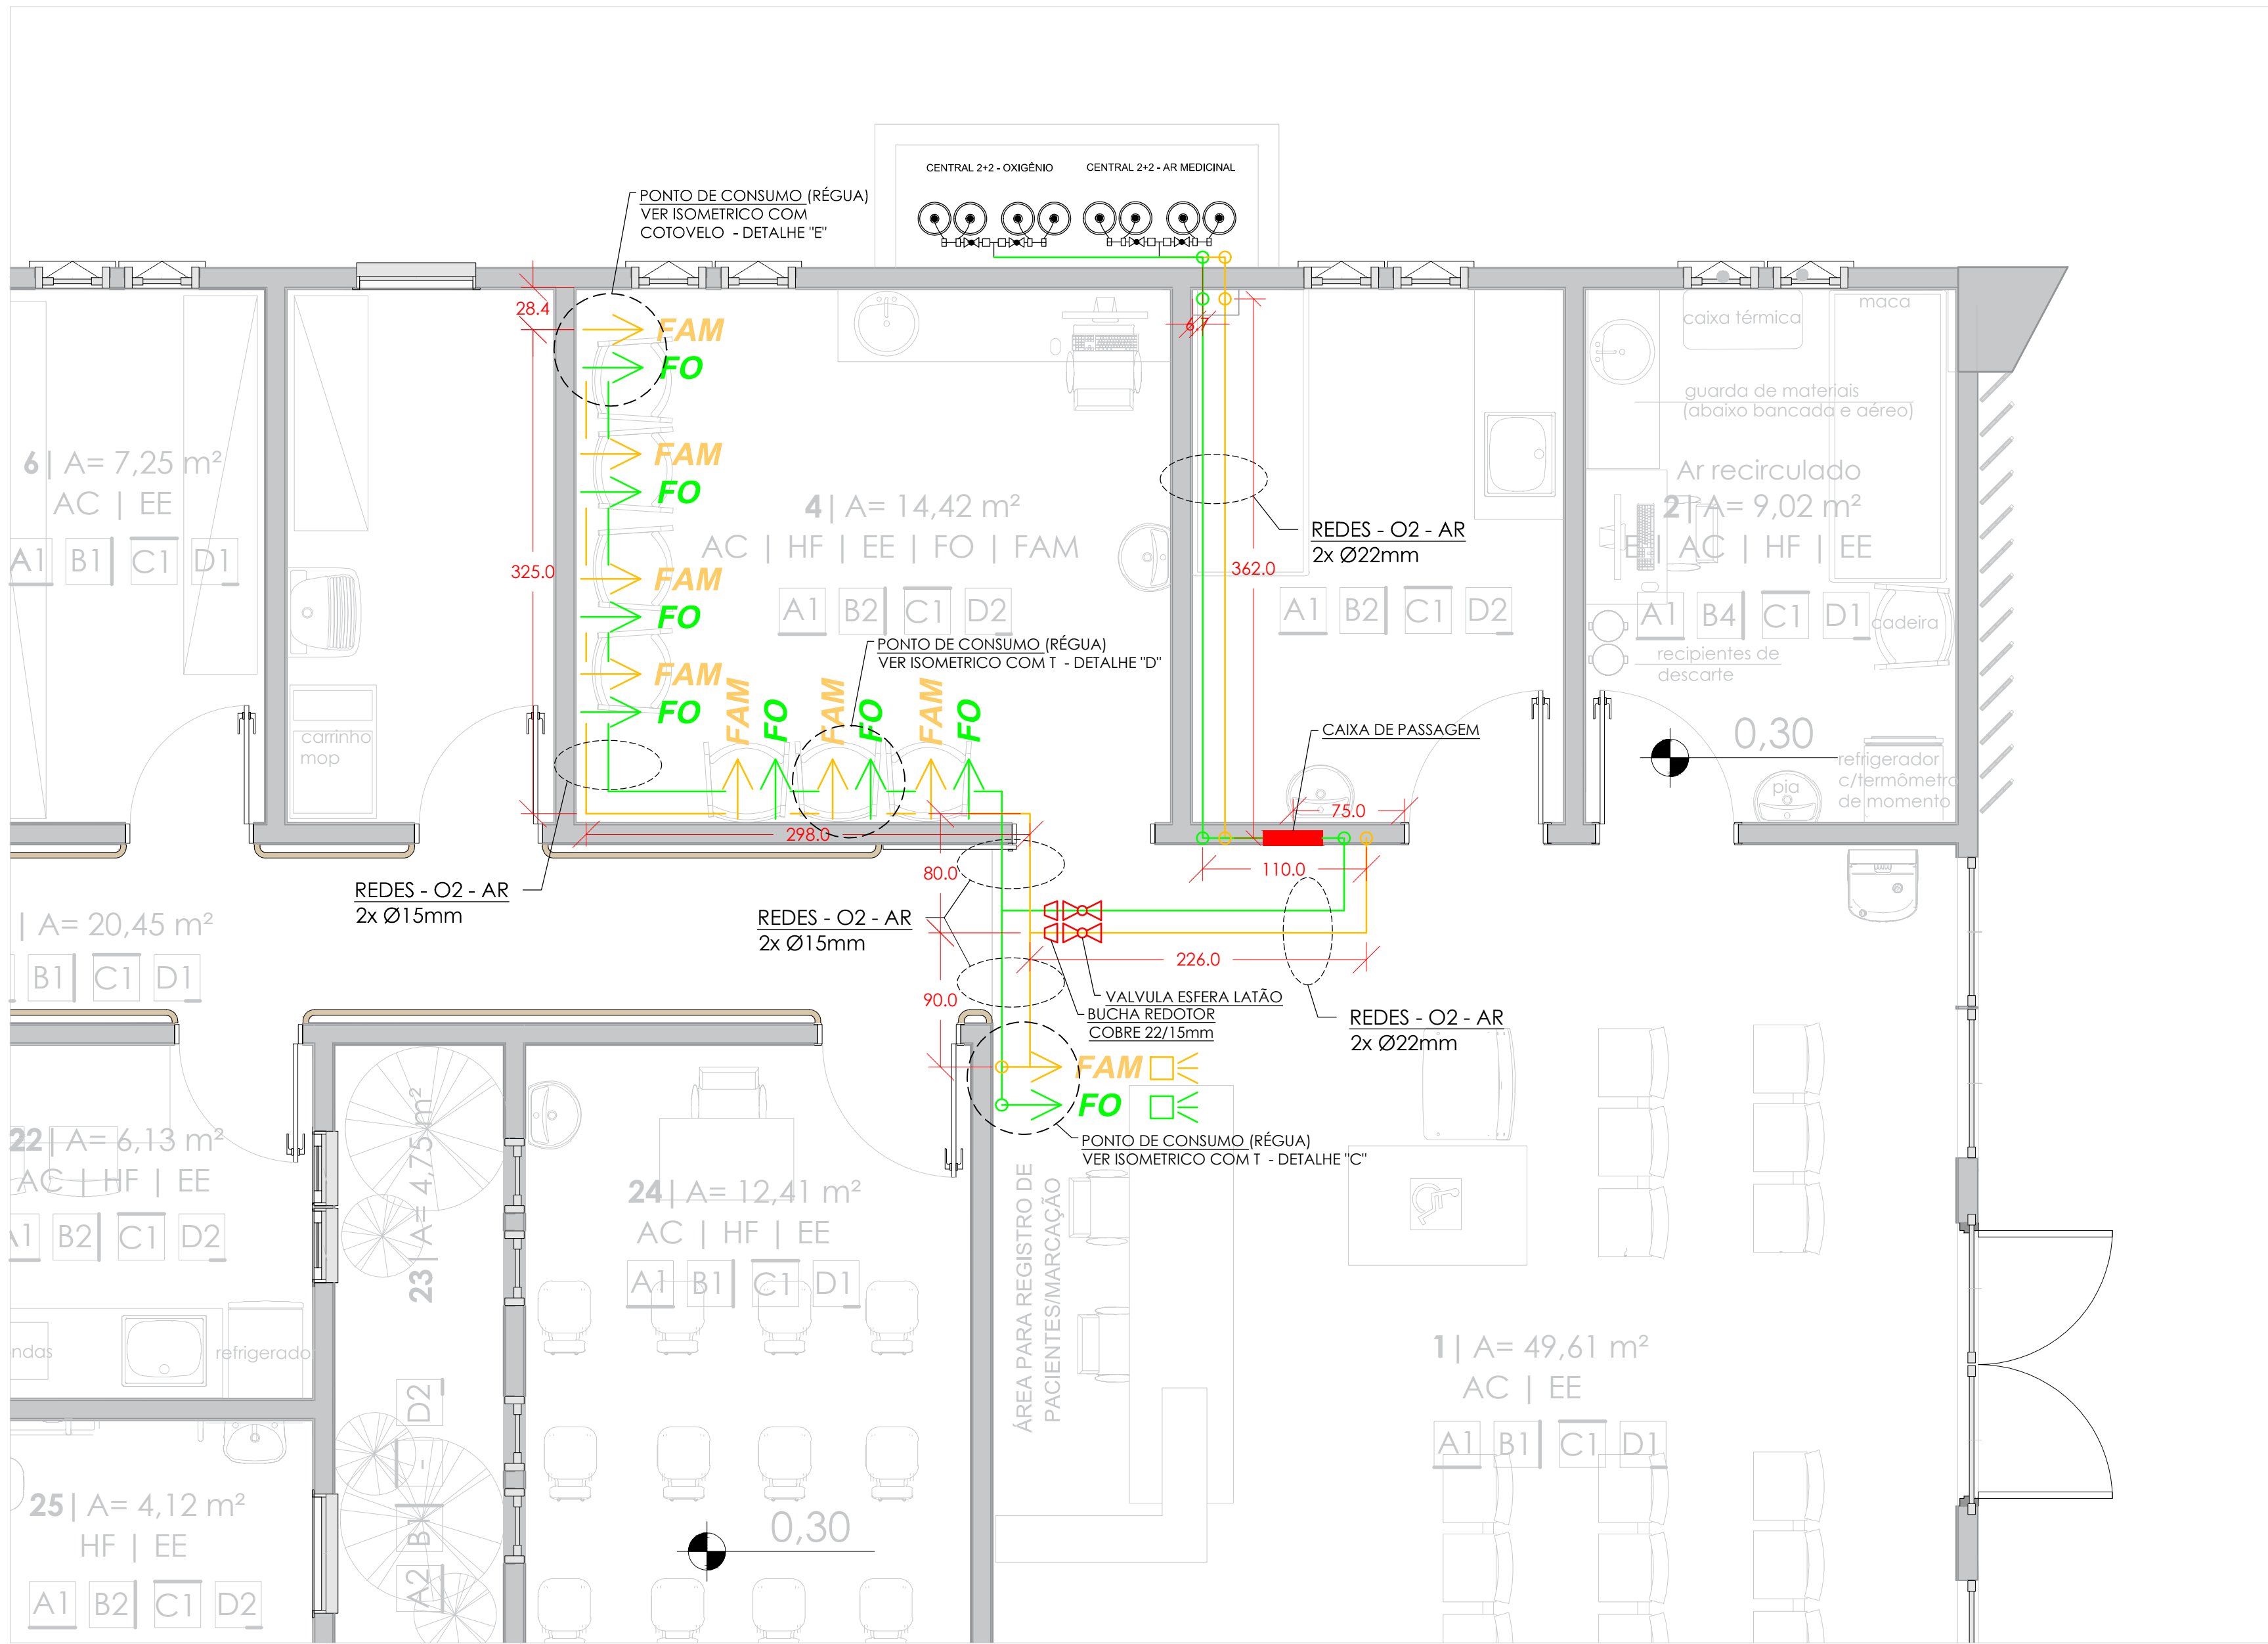 CENTRAL 2+2 - OXIGÊNIO
CENTRAL 2+2 - AR MEDICINAL
PONTO DE CONSUMO (RÉGUA)
VER ISOMETRICO COM
COTOVELO - DETALHE "E"
28.4
FAM
FO
6.7
maca
caixa térmica
guarda de materiais
(abaixo bancada e aéreo)
6| A= 7,25 m²
AC | EE
A1 B1 C1 D1
FAM
FO
4| A= 14,42 m²
AC | HF | EE | FO | FAM
A1 B2 C1 D2
REDES - O2 - AR
2x Ø22mm
362.0
A1 B2 C1 D2
Ar recirculado
2| A= 9,02 m²
E | AC | HF | EE
A1 B4 C1 D1
cadeira
recipientes de
descarte
325.0
FAM
FO
FAM
FO
PONTO DE CONSUMO (RÉGUA)
VER ISOMETRICO COM T - DETALHE "D"
FAM
FO
FAM
FO
FAM
FO
carrinho
mop
CAIXA DE PASSAGEM
0,30
refrigerador
c/termômetro
de momento
pia
75.0
298.0
80.0
110.0
REDES - O2 - AR
2x Ø15mm
REDES - O2 - AR
2x Ø15mm
| A= 20,45 m²
B1 C1 D1
226.0
90.0
VALVULA ESFERA LATÃO
BUCHA REDOTOR
COBRE 22/15mm
REDES - O2 - AR
2x Ø22mm
FAM
FO
PONTO DE CONSUMO (RÉGUA)
VER ISOMETRICO COM T - DETALHE "C"
22| A= 6,13 m²
AC | HF | EE
A1 B2 C1 D2
23| A= 4,75 m²
A2 B1 - D2
24| A= 12,41 m²
AC | HF | EE
A1 B1 C1 D1
ÁREA PARA REGISTRO DE
PACIENTES/MARCAÇÃO
ndas
refrigerador
1| A= 49,61 m²
AC | EE
A1 B1 C1 D1
25| A= 4,12 m²
HF | EE
A1 B2 C1 D2
0,30